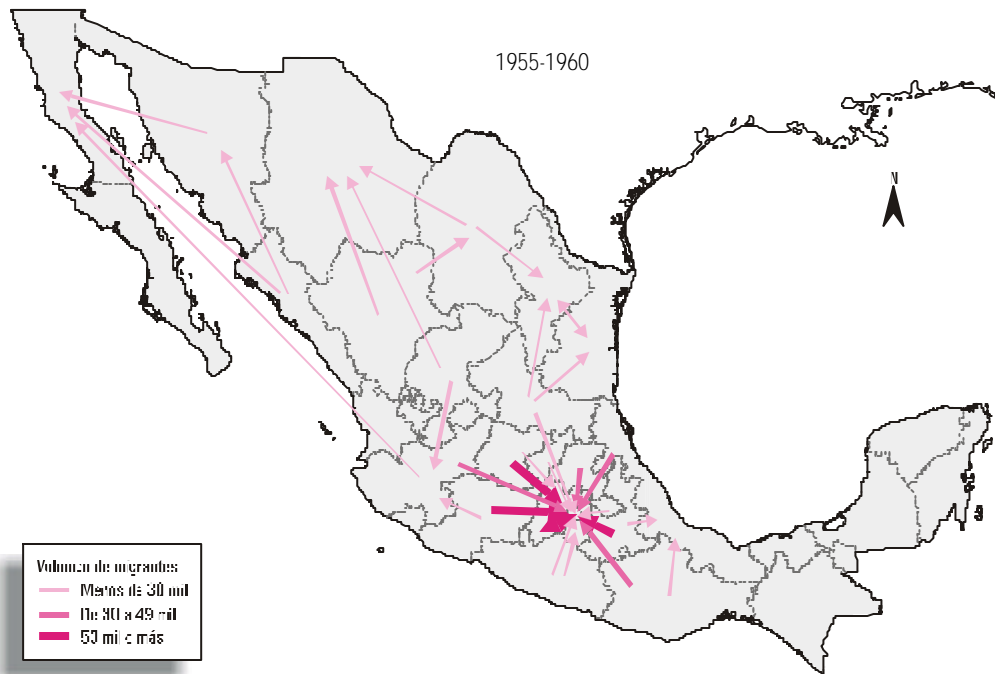 1955-1960
N
Volumen de migrantes
Menos de 30 mil
De 30 a 49 mil
50 mil o más